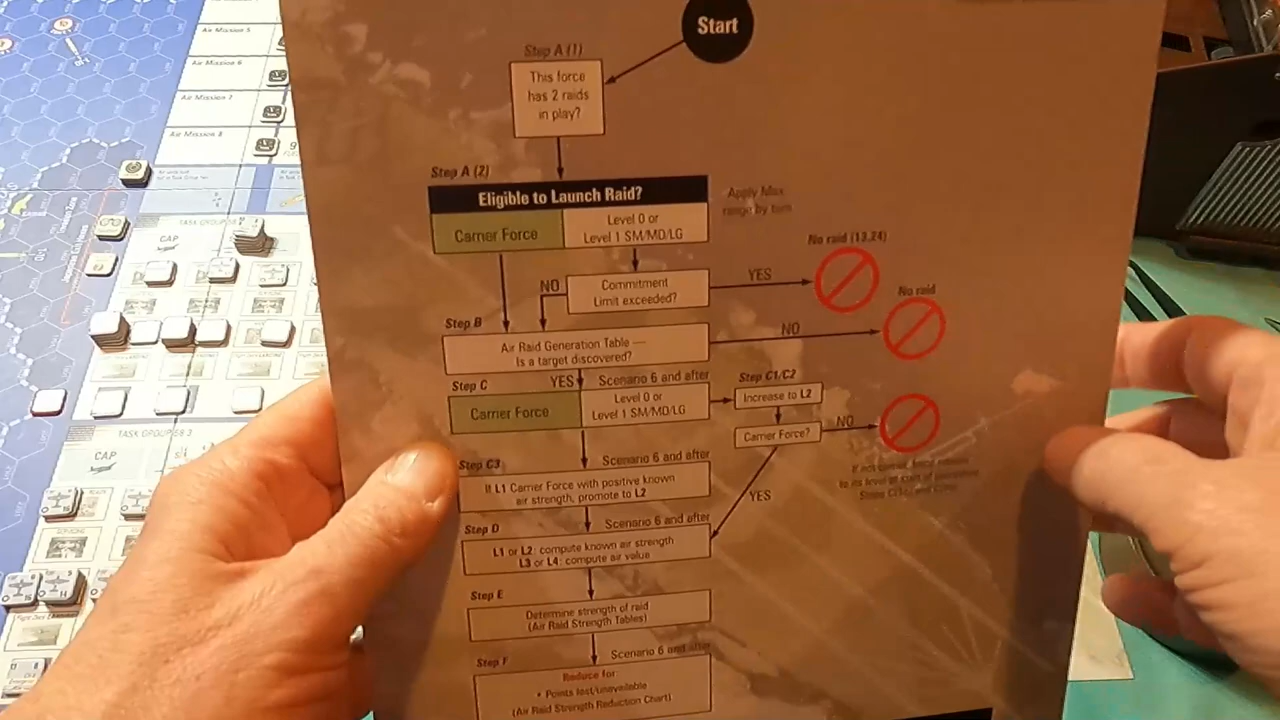 Start
Step A (1)
This force
has 2 raids
in play?
Step A (2)
Eligible to Launch Raid?
Carrier Force
Level 0 or
Level 1 SM/MD/LG
Apply Max
range by turn
No raid (13.24)
NO
Commitment
Limit exceeded?
YES
No raid
Step B
Air Raid Generation Table —
Is a target discovered?
NO
Step C
YES
Scenario 6 and after
Step C1/C2
Carrier Force
Level 0 or
Level 1 SM/MD/LG
Increase to L2
Carrier Force?
NO
Step C3
Scenario 6 and after
If L1 Carrier Force with positive known
air strength, promote to L2
YES
Step D
Scenario 6 and after
L1 or L2: compute known air strength
L3 or L4: compute air value
Step E
Determine strength of raid
(Air Raid Strength Tables)
Step F
Scenario 6 and after
Reduce for:
• Points lost/unavailable
(Air Raid Strength Reduction Chart)
Air Mission 5
Air Mission 6
Air Mission 7
Air Mission 8
TASK GROUP
CAP
TASK GROUP 58.3
CAP